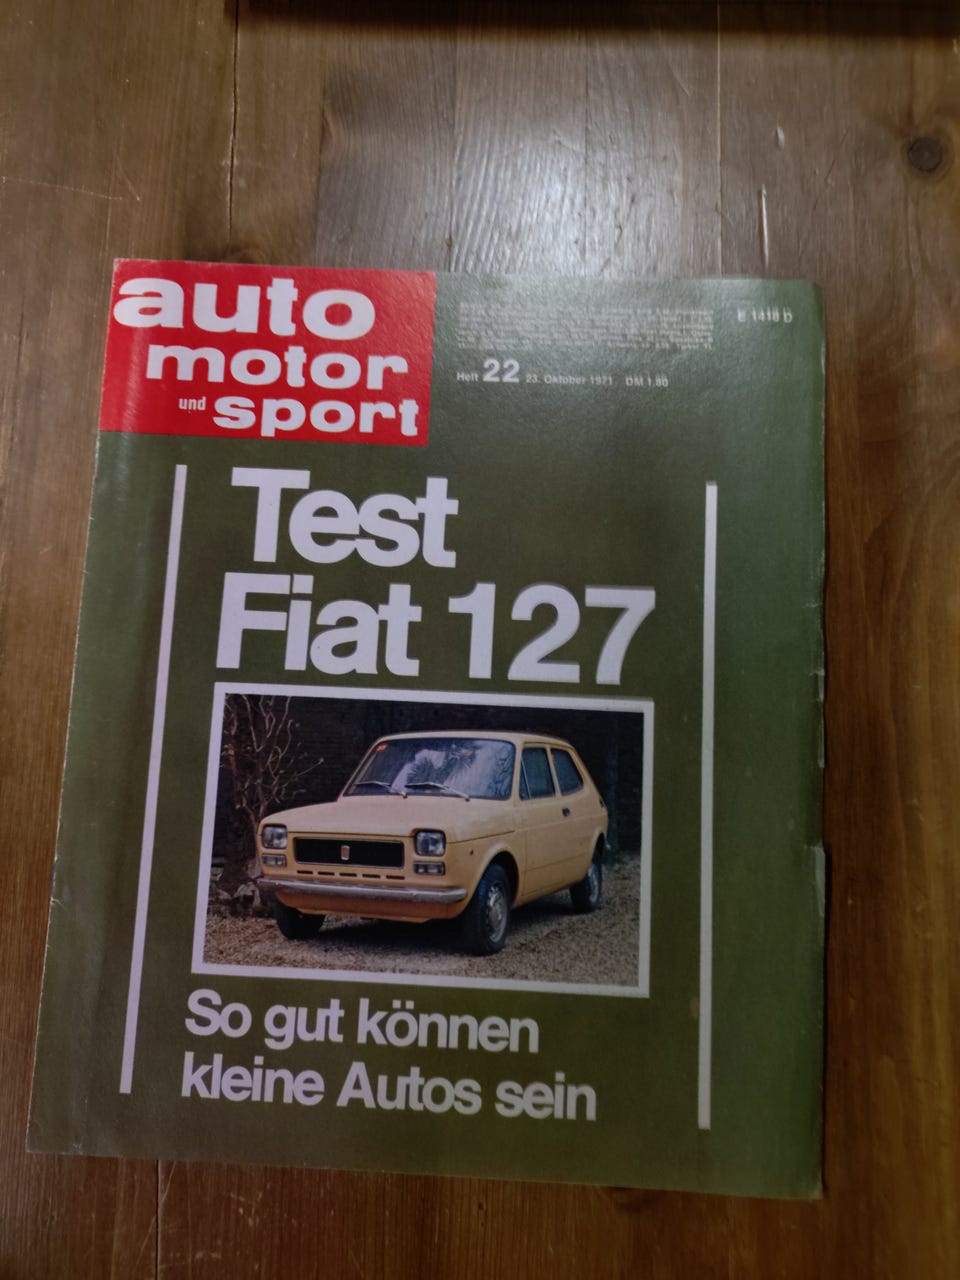 auto
motor
und sport
E 1418 D
Heft 22 23. Oktober 1971 DM 1.80
Test
Fiat 127
So gut können
kleine Autos sein